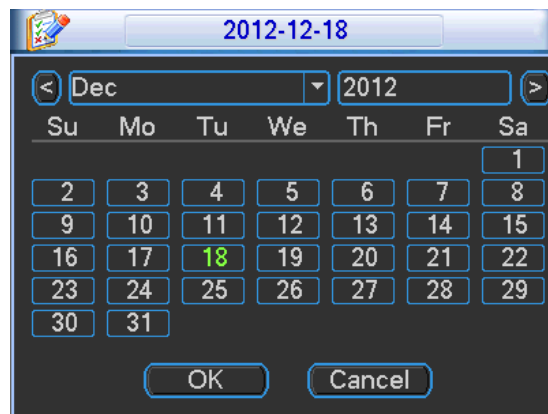 2012-12-18
< Dec 2012 >
Su Mo Tu We Th Fr Sa
1
2 3 4 5 6 7 8
9 10 11 12 13 14 15
16 17 18 19 20 21 22
23 24 25 26 27 28 29
30 31
OK Cancel